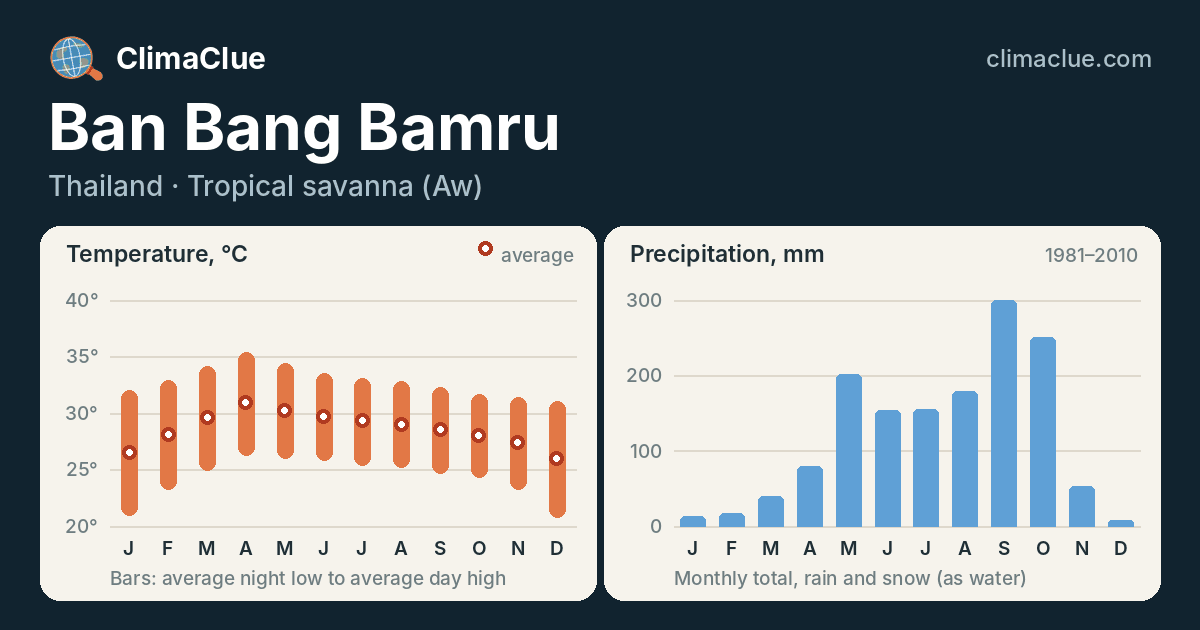 ClimaClue
climaclue.com
Ban Bang Bamru
Thailand · Tropical savanna (Aw)
Temperature, °C
average
40°
35°
30°
25°
20°
J F M A M J J A S O N D
Bars: average night low to average day high
Precipitation, mm
1981–2010
300
200
100
0
J F M A M J J A S O N D
Monthly total, rain and snow (as water)